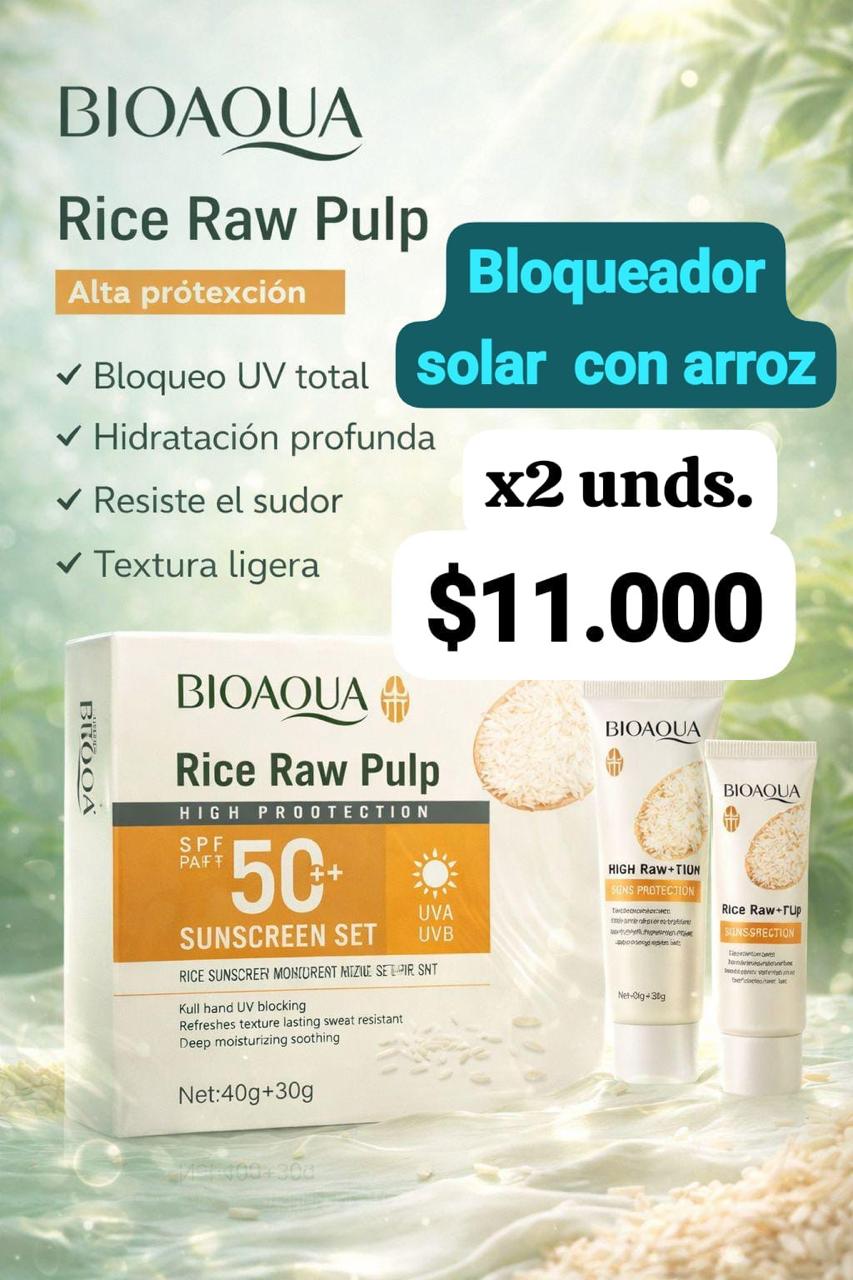 BIOAQUA
Rice Raw Pulp
Alta prótexción
Bloqueador
solar con arroz
✓ Bloqueo UV total
✓ Hidratación profunda
✓ Resiste el sudor
✓ Textura ligera
x2 unds.
$11.000
BIOAQUA
Rice Raw Pulp
HIGH PROOTECTION
SPF
50++
SUNSCREEN SET
UVA
UVB
RICE SUNSCREEN
Kull hand UV blocking
Refreshes texture lasting sweat resistant
Deep moisturizing soothing
Net:40g+30g
BIOAQUA
HIGH Raw+TION
SUNS PROTECTION
BIOAQUA